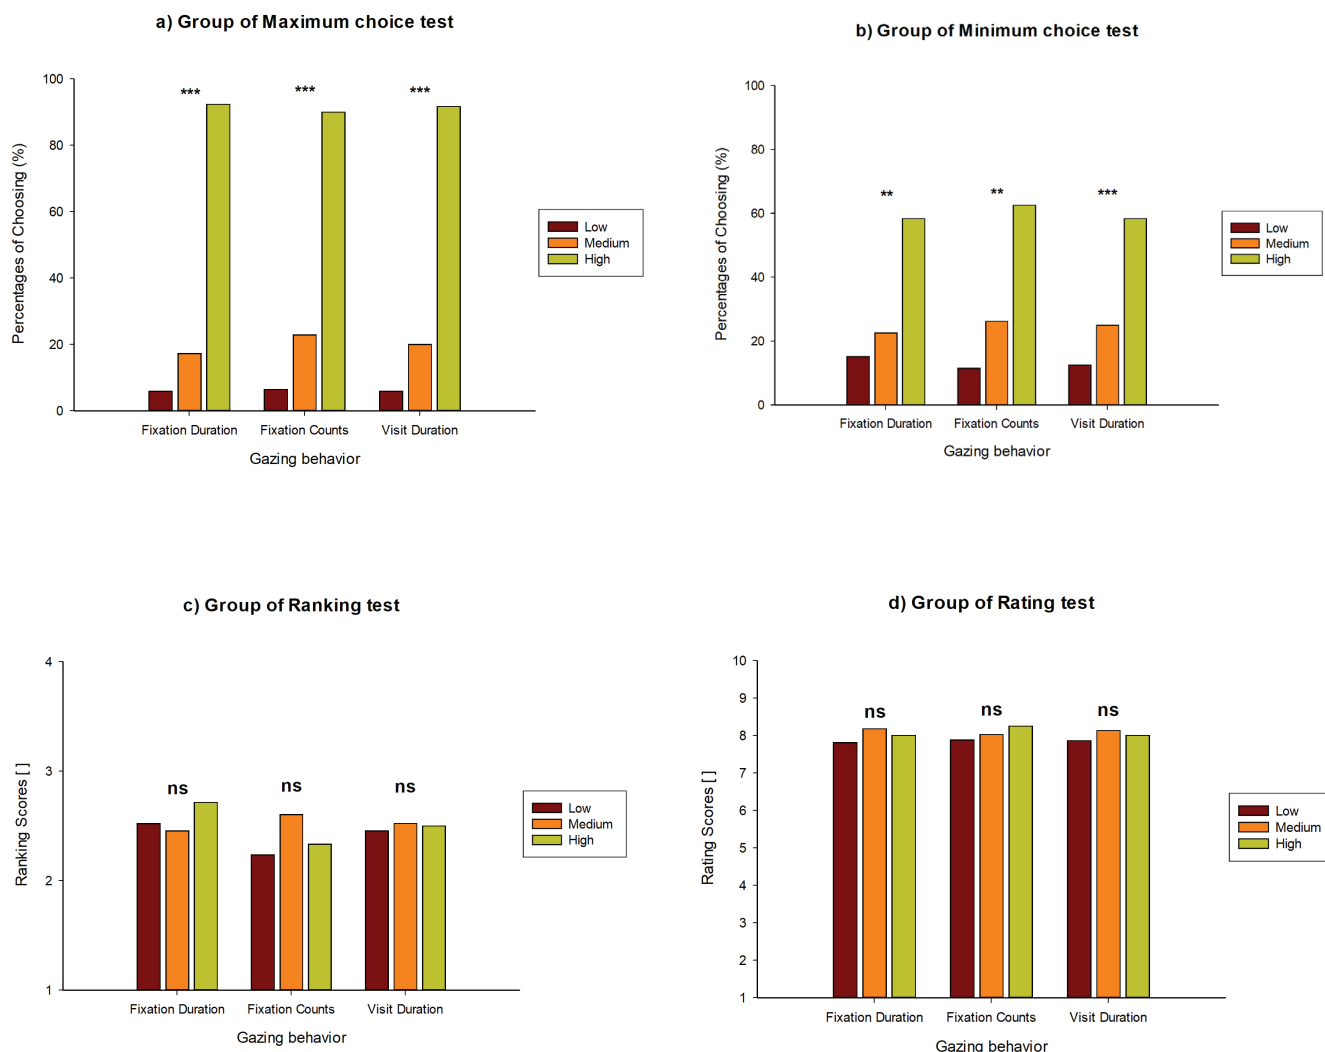 a) Group of Maximum choice test
100
80
60
40
20
0
Percentages of Choosing (%)
***
***
***
Fixation Duration
Fixation Counts
Visit Duration
Gazing behavior
Low
Medium
High
b) Group of Minimum choice test
100
80
60
40
20
0
Percentages of Choosing (%)
**
**
***
Fixation Duration
Fixation Counts
Visit Duration
Gazing behavior
Low
Medium
High
c) Group of Ranking test
4
3
2
1
Ranking Scores [ ]
ns
ns
ns
Fixation Duration
Fixation Counts
Visit Duration
Gazing behavior
Low
Medium
High
d) Group of Rating test
10
9
8
7
6
5
4
3
2
1
Rating Scores [ ]
ns
ns
ns
Fixation Duration
Fixation Counts
Visit Duration
Gazing behavior
Low
Medium
High